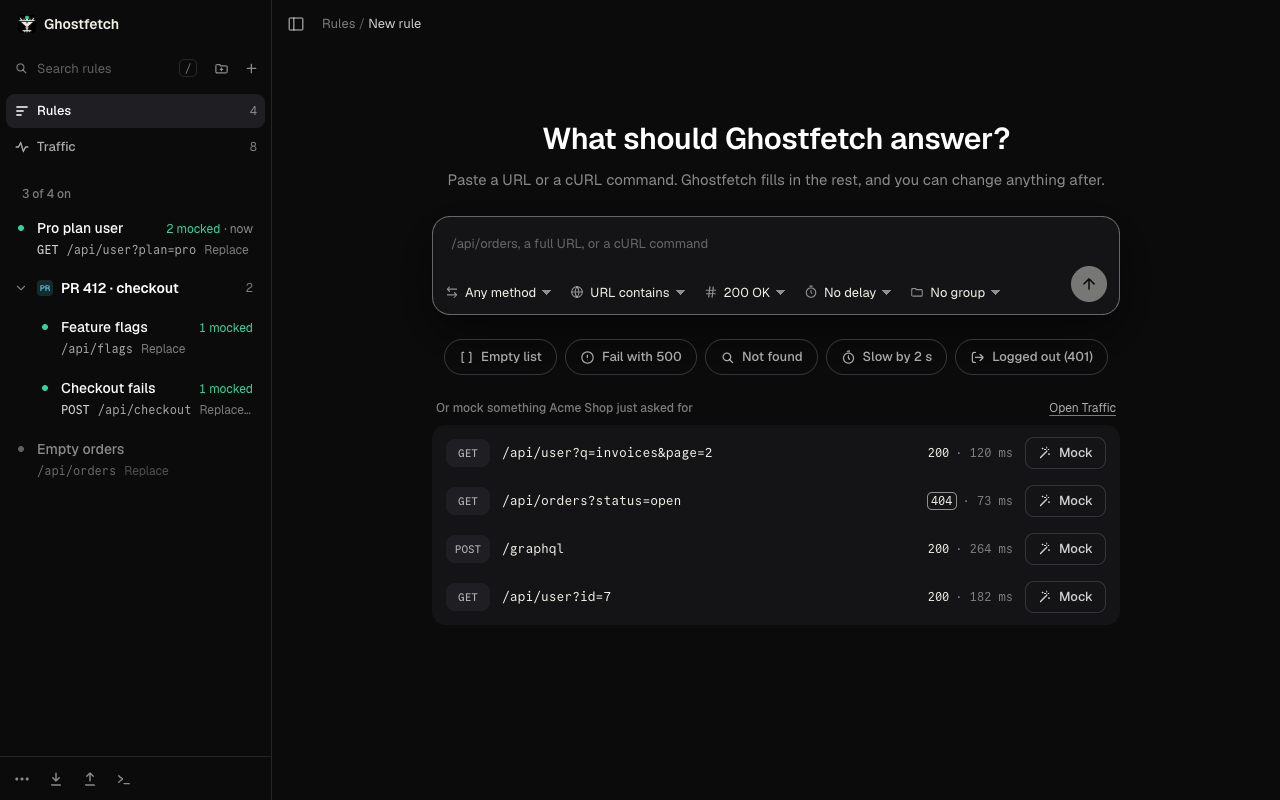 Ghostfetch
Search rules /
Rules 4
Traffic 8
3 of 4 on
Pro plan user 2 mocked · now
GET /api/user?plan=pro Replace
PR PR 412 · checkout 2
Feature flags 1 mocked
/api/flags Replace
Checkout fails 1 mocked
POST /api/checkout Replace…
Empty orders
/api/orders Replace
Rules / New rule
What should Ghostfetch answer?
Paste a URL or a cURL command. Ghostfetch fills in the rest, and you can change anything after.
/api/orders, a full URL, or a cURL command
Any method URL contains 200 OK No delay No group
[ ] Empty list Fail with 500 Not found Slow by 2 s Logged out (401)
Or mock something Acme Shop just asked for Open Traffic
GET /api/user?q=invoices&page=2 200 · 120 ms Mock
GET /api/orders?status=open 404 · 73 ms Mock
POST /graphql 200 · 264 ms Mock
GET /api/user?id=7 200 · 182 ms Mock